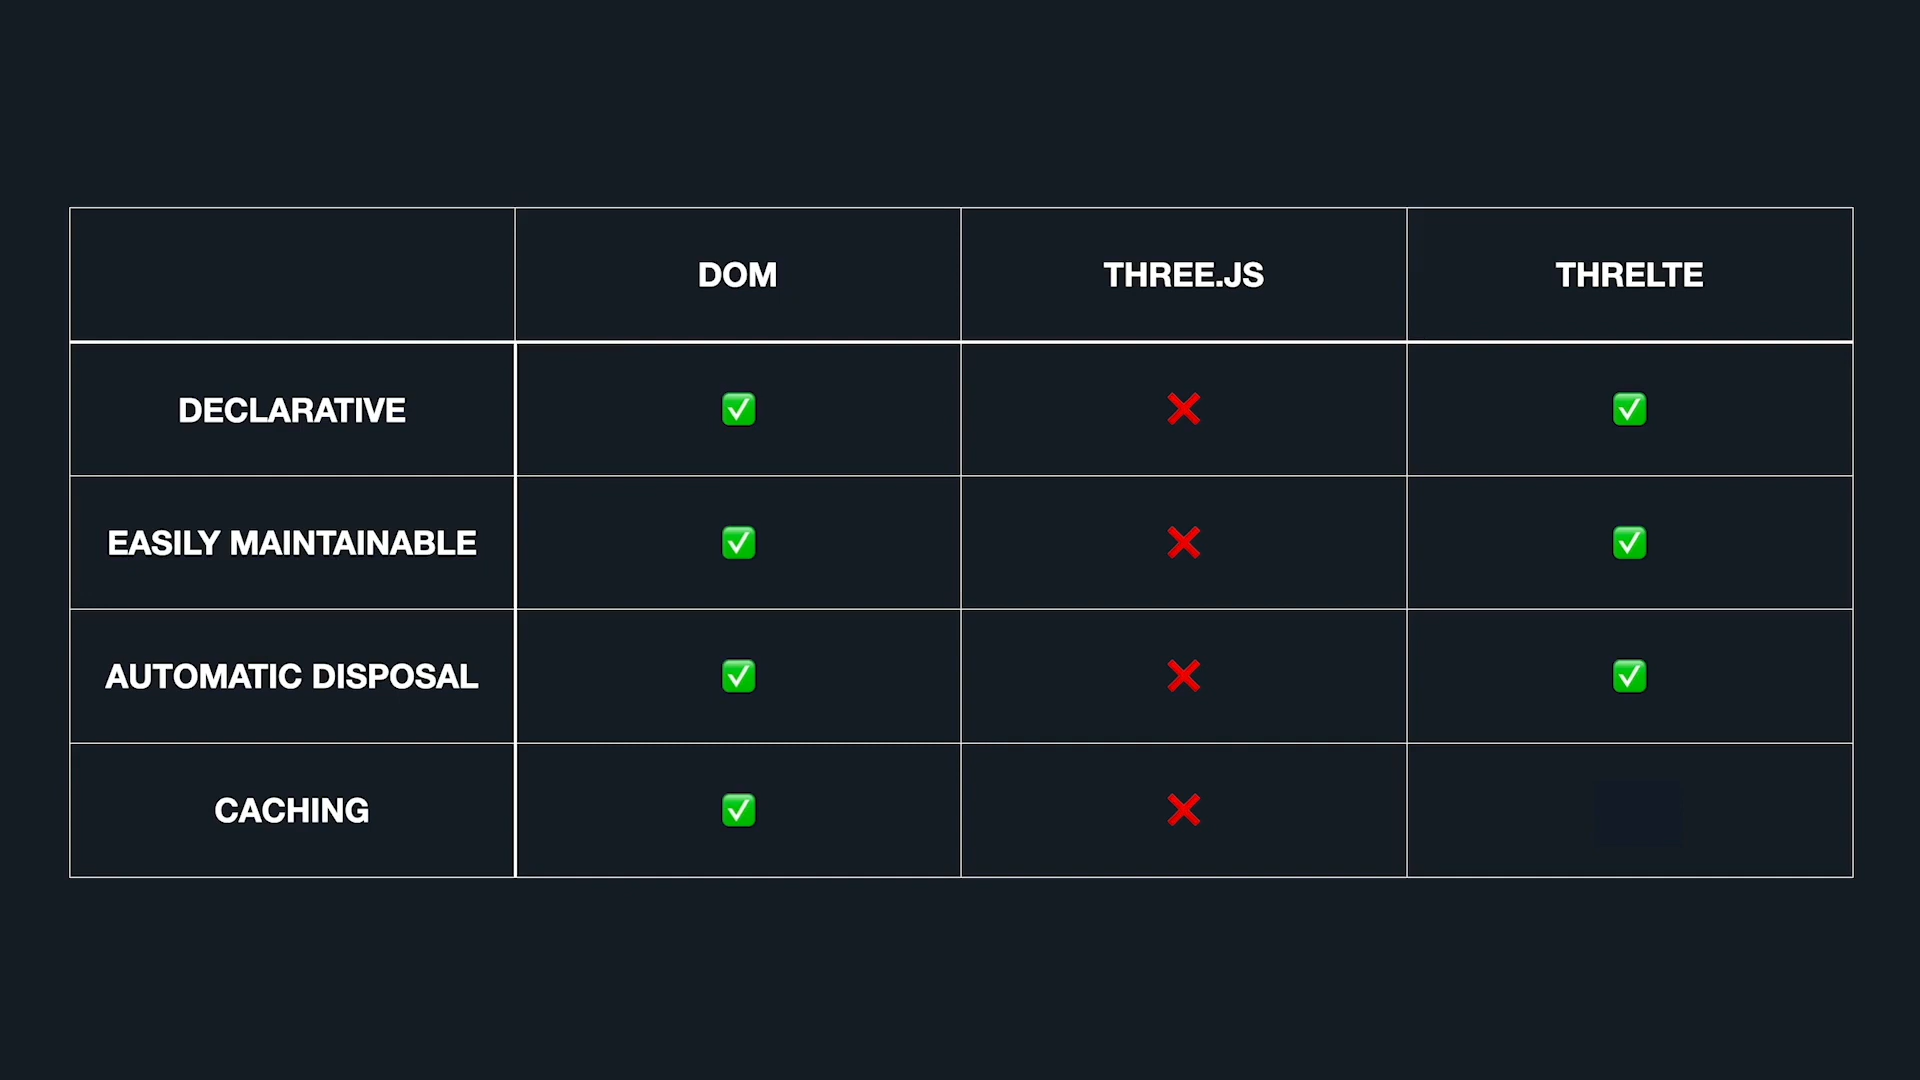 DOM THREE.JS THRELTE
DECLARATIVE ✅ ❌ ✅
EASILY MAINTAINABLE ✅ ❌ ✅
AUTOMATIC DISPOSAL ✅ ❌ ✅
CACHING ✅ ❌